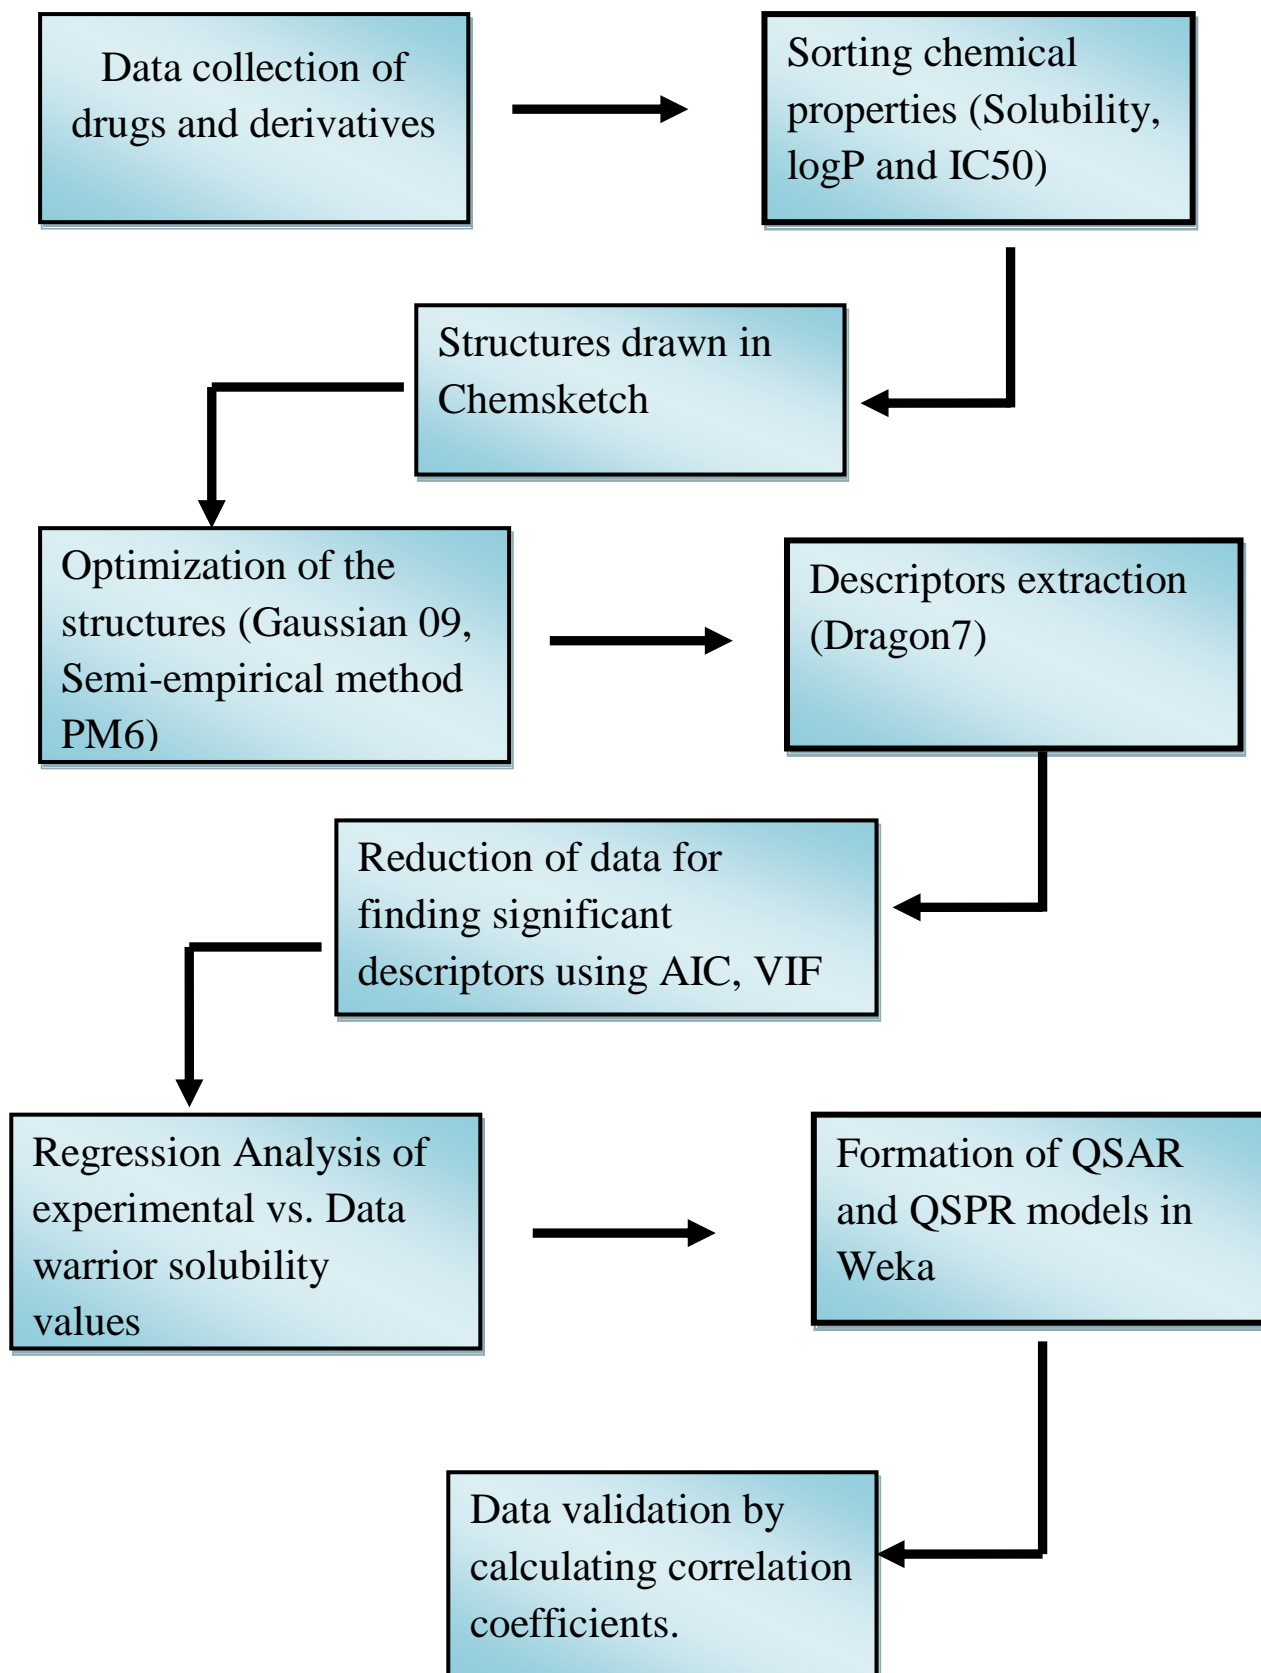 Data collection of
drugs and derivatives
Sorting chemical
properties (Solubility,
logP and IC50)
Structures drawn in
Chemsketch
Optimization of the
structures (Gaussian 09,
Semi-empirical method
PM6)
Descriptors extraction
(Dragon7)
Reduction of data for
finding significant
descriptors using AIC, VIF
Regression Analysis of
experimental vs. Data
warrior solubility
values
Formation of QSAR
and QSPR models in
Weka
Data validation by
calculating correlation
coefficients.